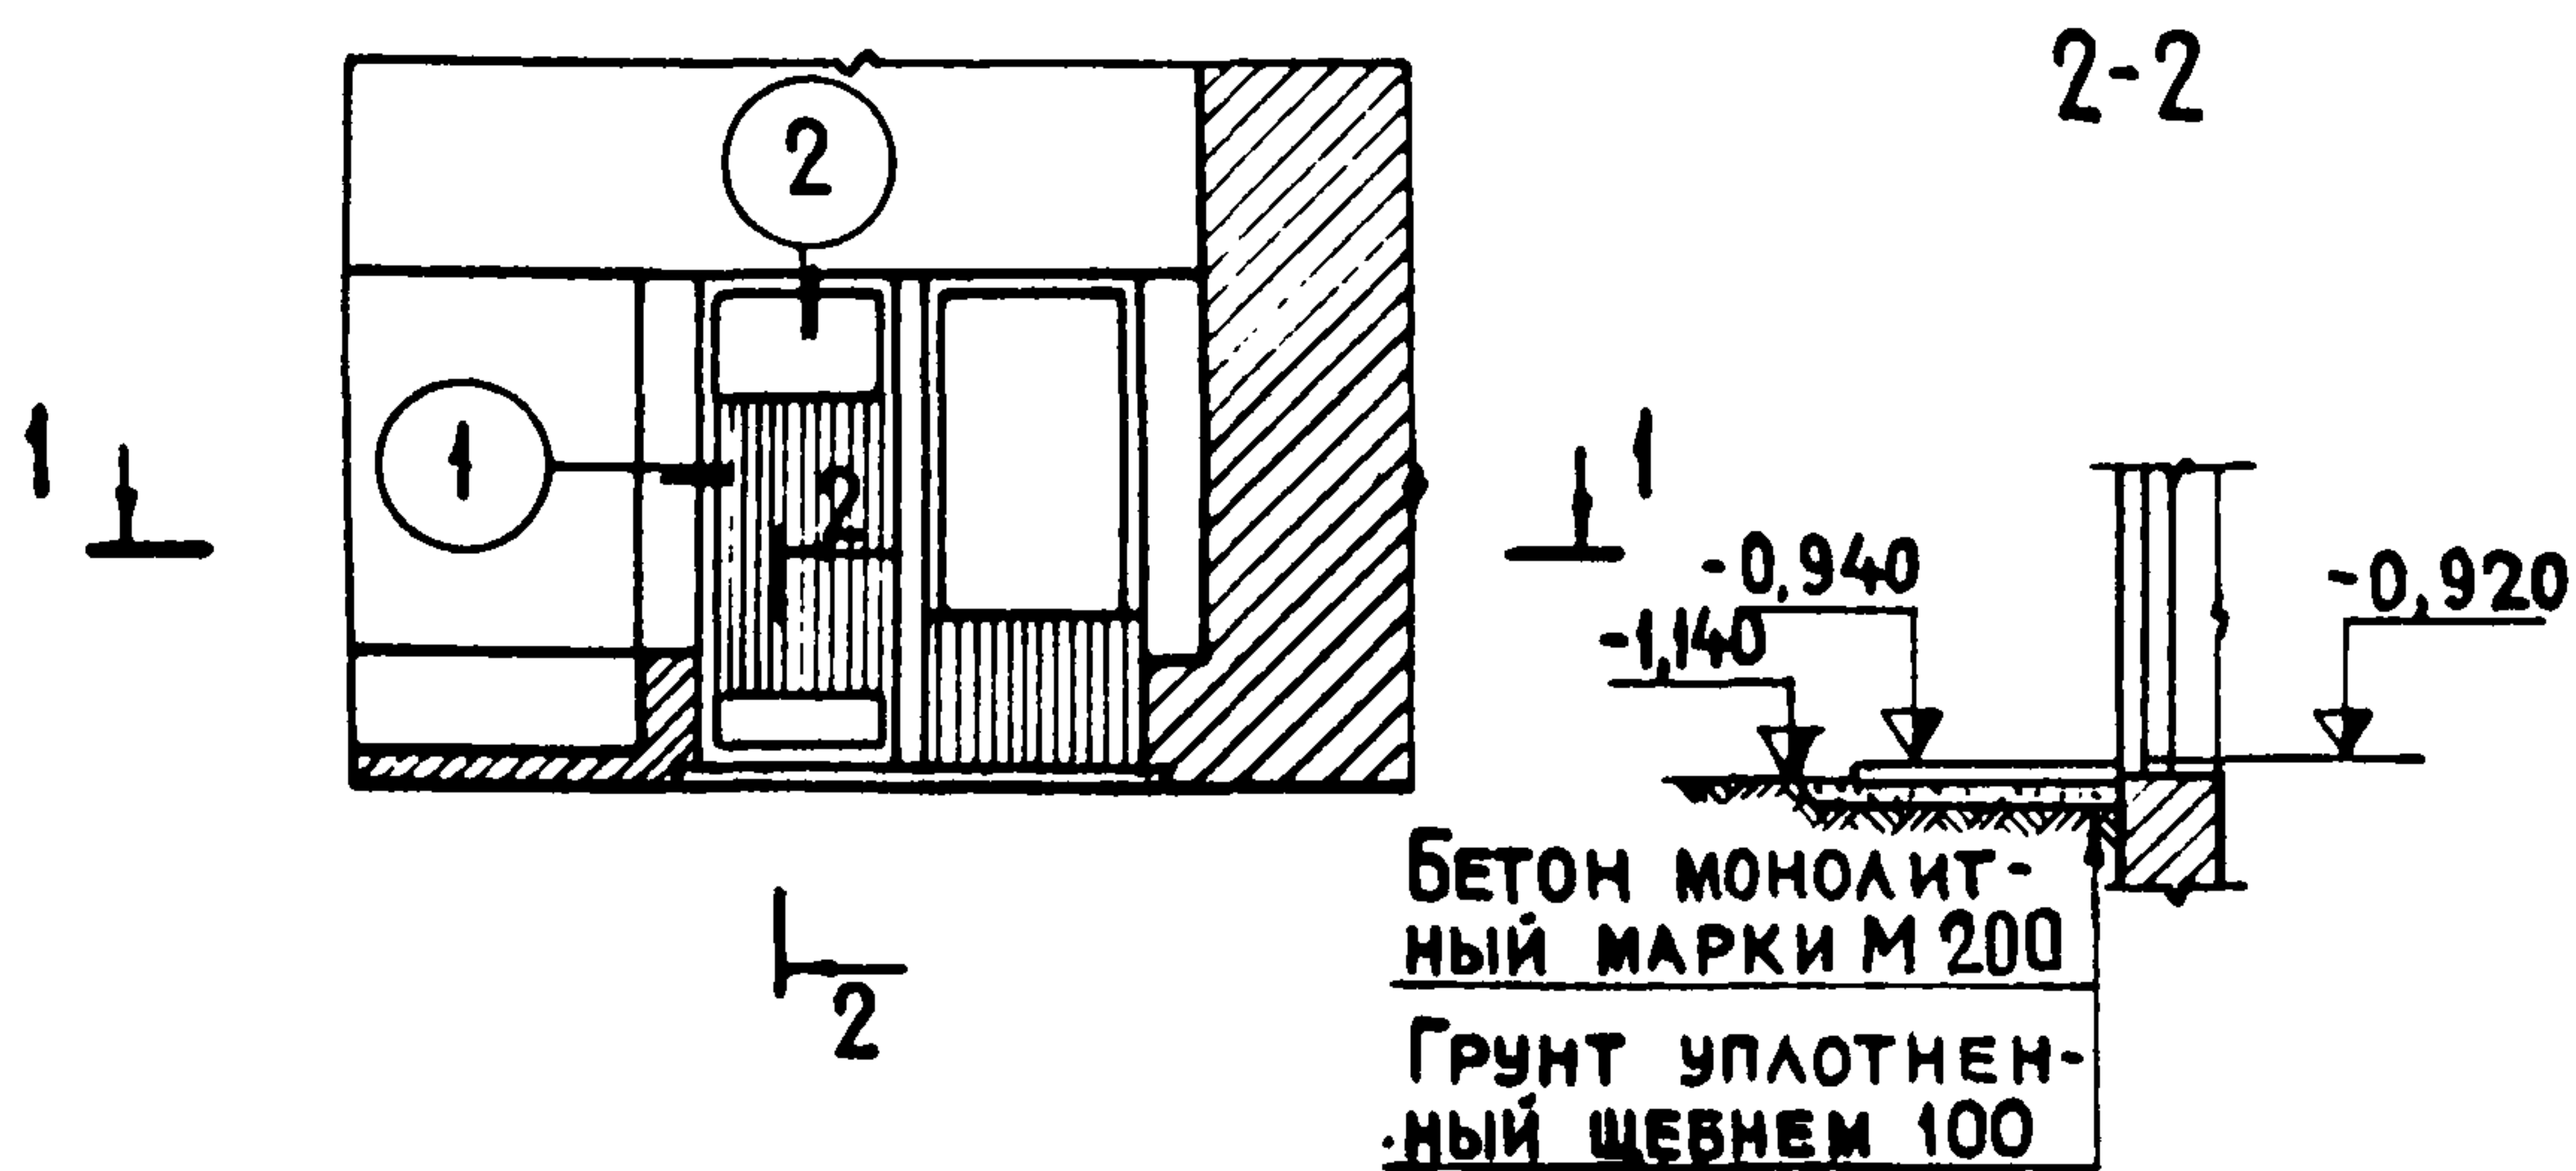 2-2
2
1
1
1
2
-0,940
-0,920
-1,140
2
БЕТОН МОНОЛИТ-
НЫЙ МАРКИ М 200
ГРУНТ УПЛОТНЕН-
НЫЙ ЩЕБНЕМ 100